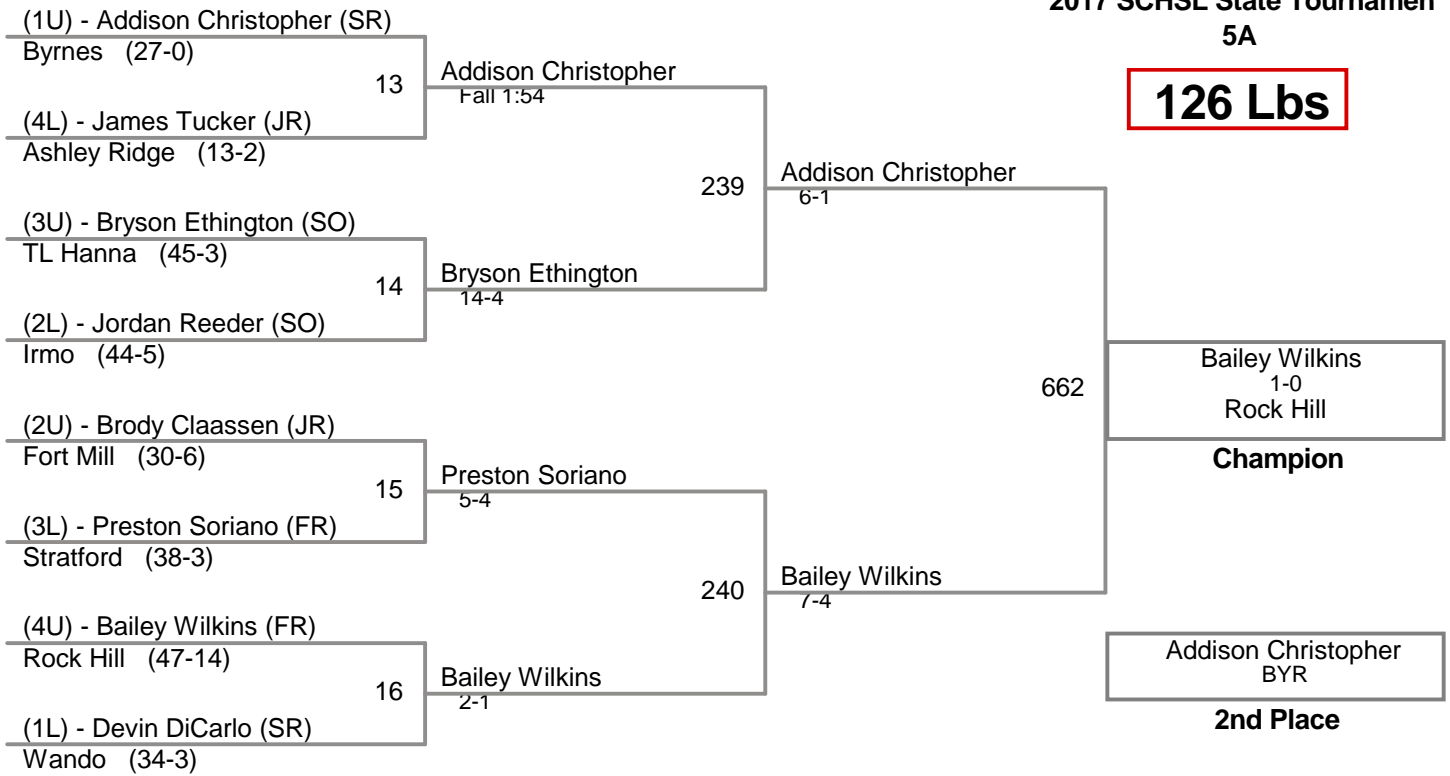 2017 SCHSL State Tournamen
5A
126 Lbs
(1U) - Addison Christopher (SR)
Byrnes (27-0)
13
(4L) - James Tucker (JR)
Ashley Ridge (13-2)
Addison Christopher
Fall 1:54
(3U) - Bryson Ethington (SO)
TL Hanna (45-3)
14
(2L) - Jordan Reeder (SO)
Irmo (44-5)
Bryson Ethington
14-4
239
Addison Christopher
6-1
(2U) - Brody Claassen (JR)
Fort Mill (30-6)
15
(3L) - Preston Soriano (FR)
Stratford (38-3)
Preston Soriano
5-4
(4U) - Bailey Wilkins (FR)
Rock Hill (47-14)
16
(1L) - Devin DiCarlo (SR)
Wando (34-3)
Bailey Wilkins
2-1
240
Bailey Wilkins
7-4
662
Bailey Wilkins
1-0
Rock Hill
Champion
Addison Christopher
BYR
2nd Place